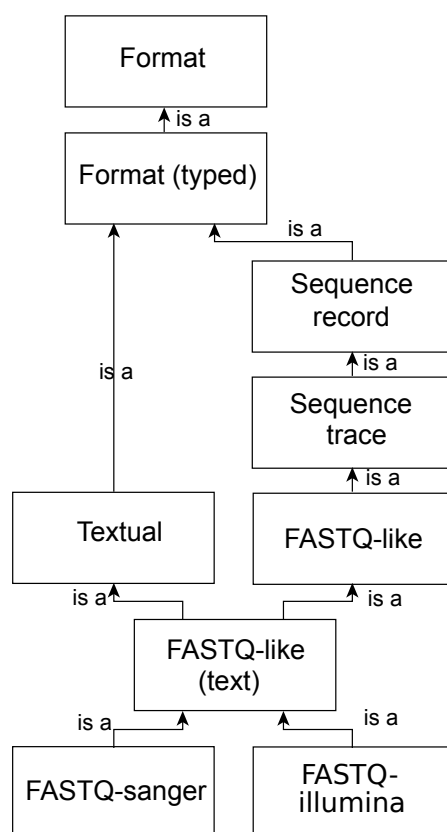 Format
is a
Format (typed)
is a
Sequence
record
is a
is a
Sequence
trace
is a
Textual
FASTQ-like
is a
is a
FASTQ-like
(text)
is a
is a
FASTQ-sanger
FASTQ-
illumina